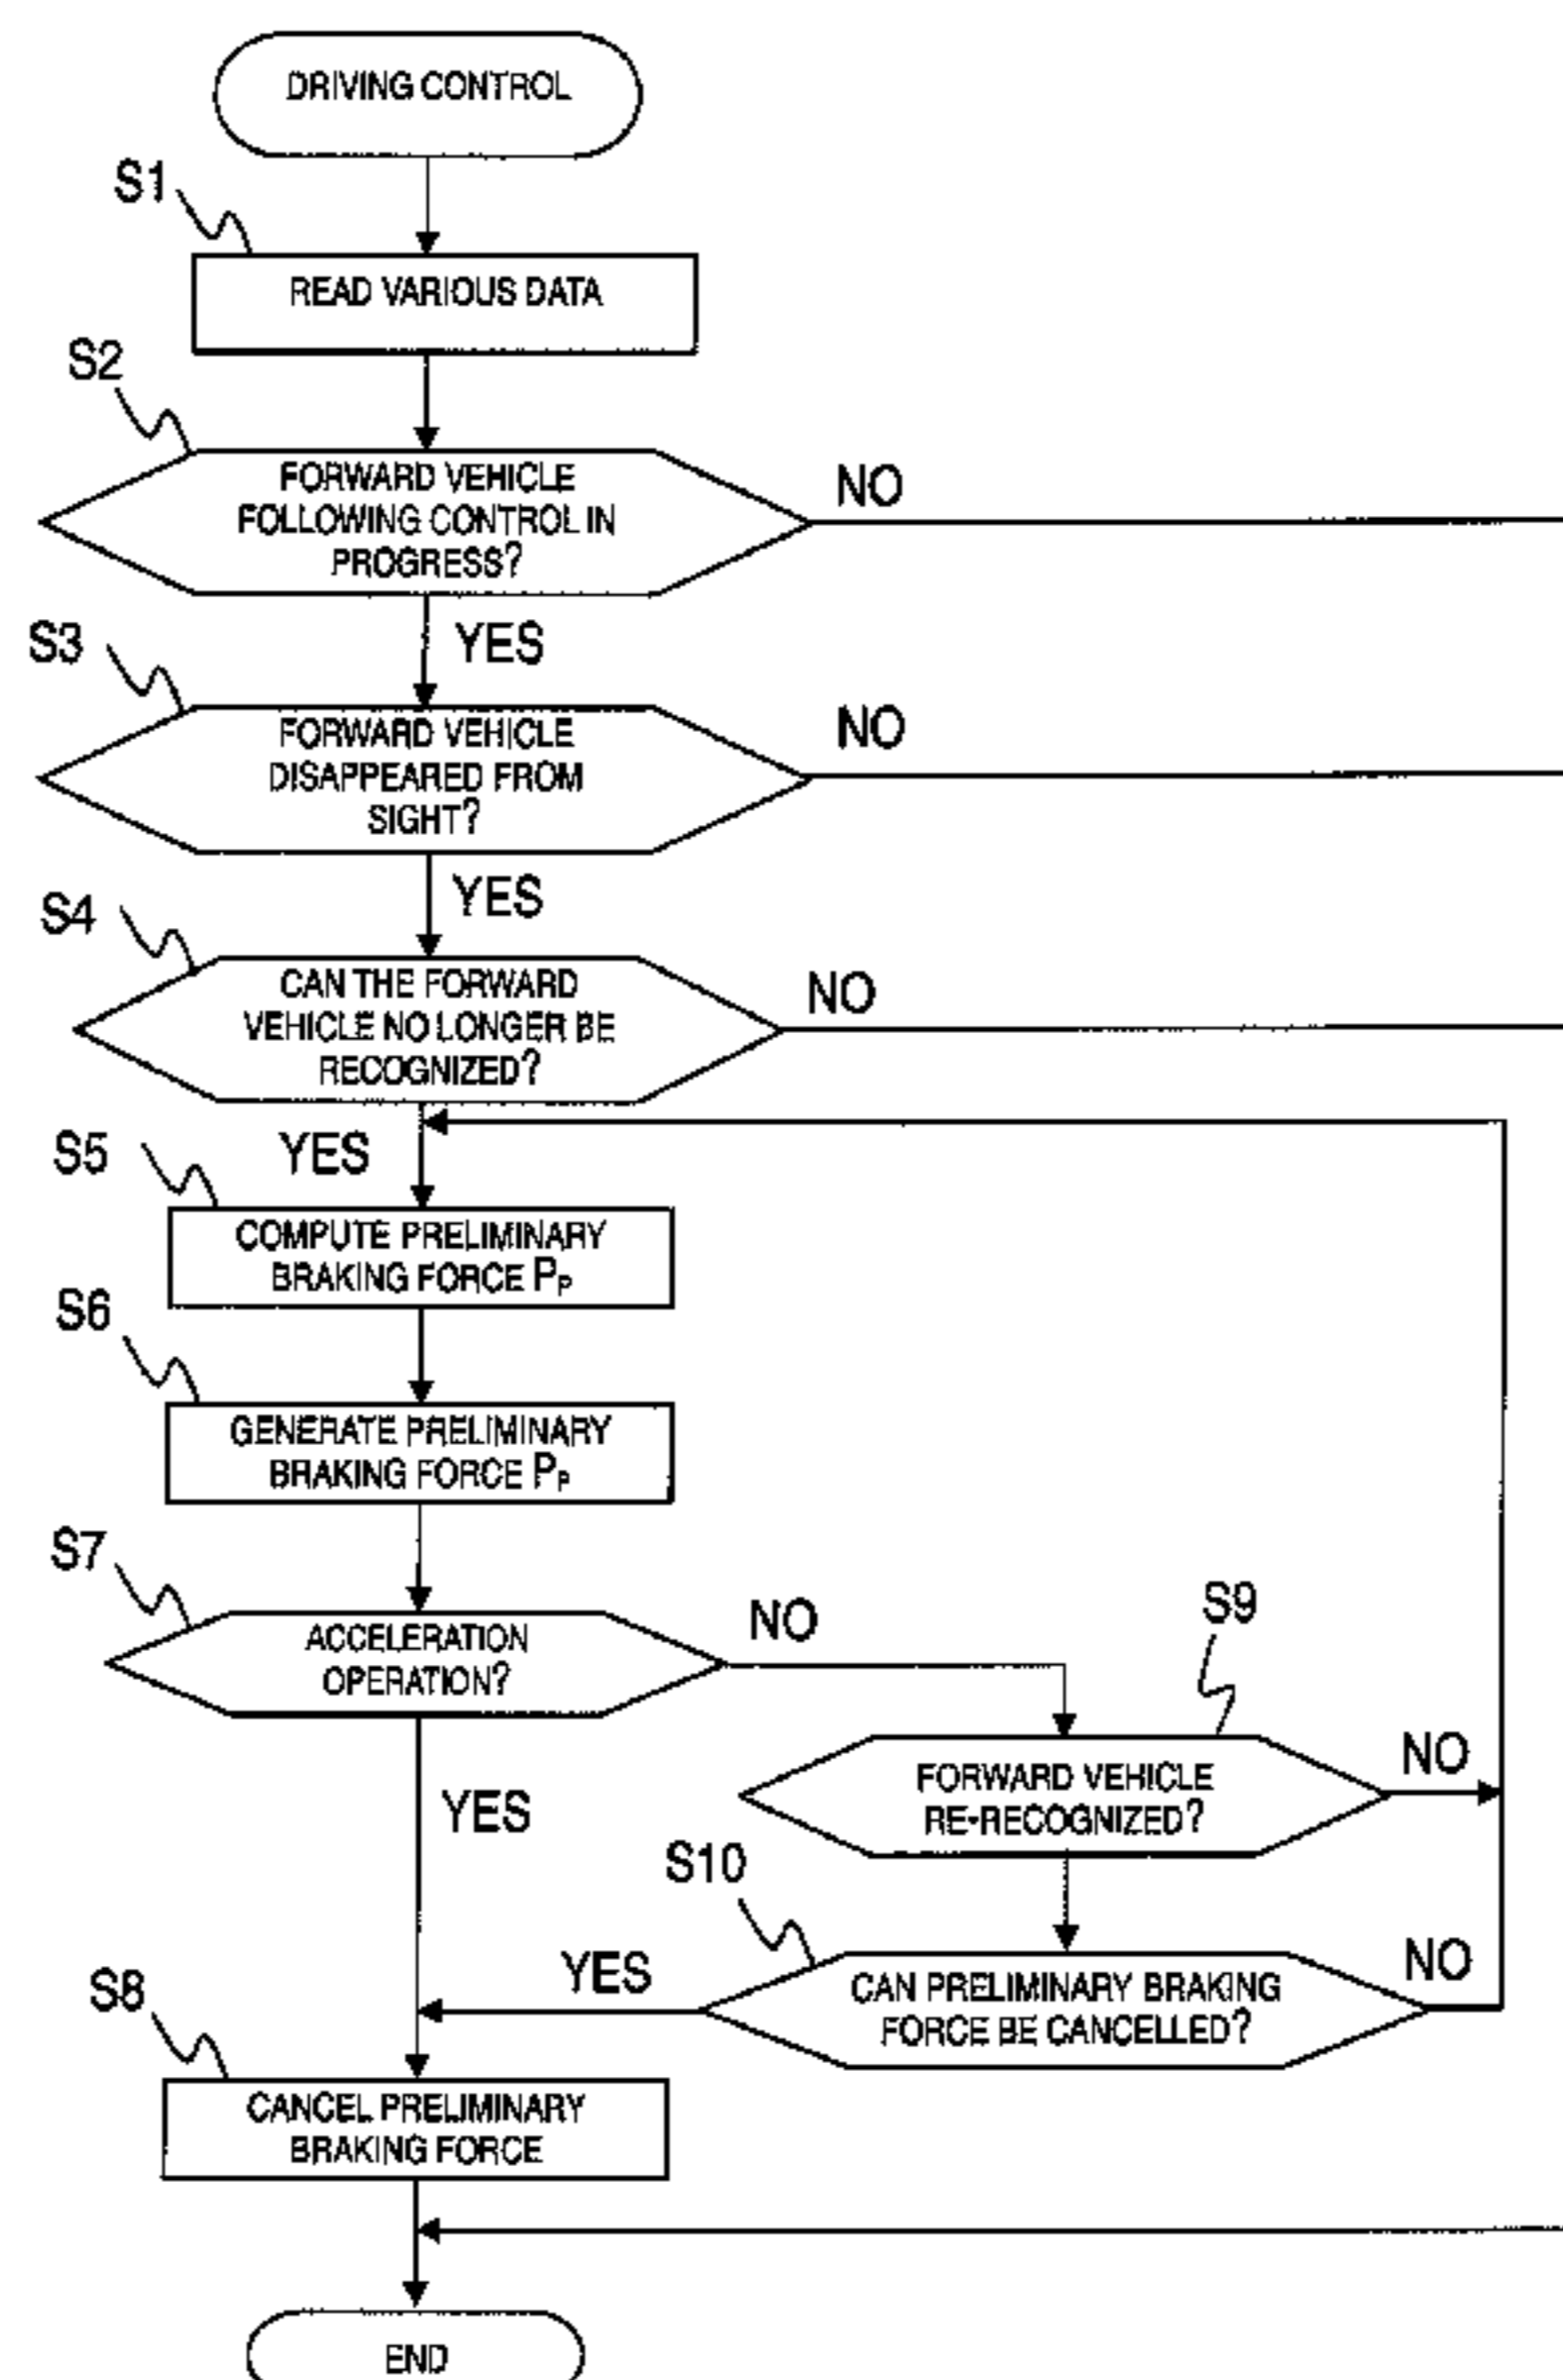 DRIVING CONTROL
S1
READ VARIOUS DATA
S2
FORWARD VEHICLE
FOLLOWING CONTROL IN
PROGRESS?
NO
YES
S3
FORWARD VEHICLE
DISAPPEARED FROM
SIGHT?
NO
YES
S4
CAN THE FORWARD
VEHICLE NO LONGER BE
RECOGNIZED?
NO
YES
S5
COMPUTE PRELIMINARY
BRAKING FORCE PP
S6
GENERATE PRELIMINARY
BRAKING FORCE PP
S7
ACCELERATION
OPERATION?
NO
YES
S9
FORWARD VEHICLE
RE-RECOGNIZED?
NO
S10
CAN PRELIMINARY BRAKING
FORCE BE CANCELLED?
YES
NO
S8
CANCEL PRELIMINARY
BRAKING FORCE
END